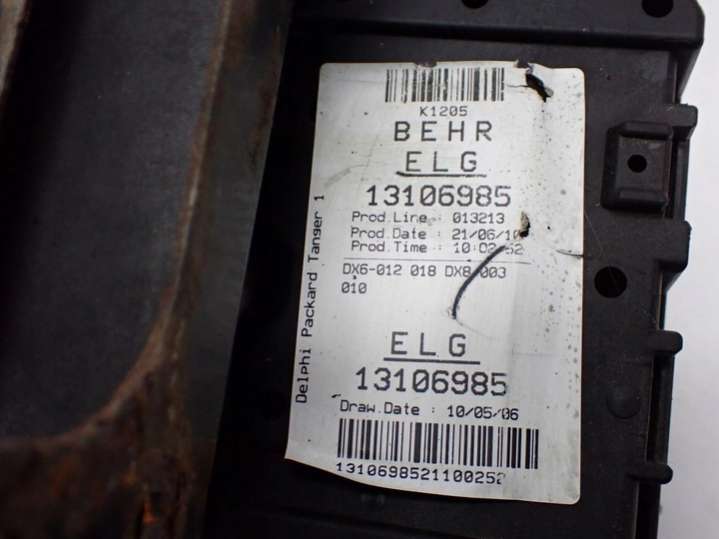 K1205
BEHR
ELG
13106985
Prod.Line : 013213
Prod.Date : 21/06/10
Prod.Time : 10:02:52
DX6-012 018 DX8-003
010
Delphi Packard Tanger 1
ELG
13106985
Draw.Date : 10/05/06
1310698521100252